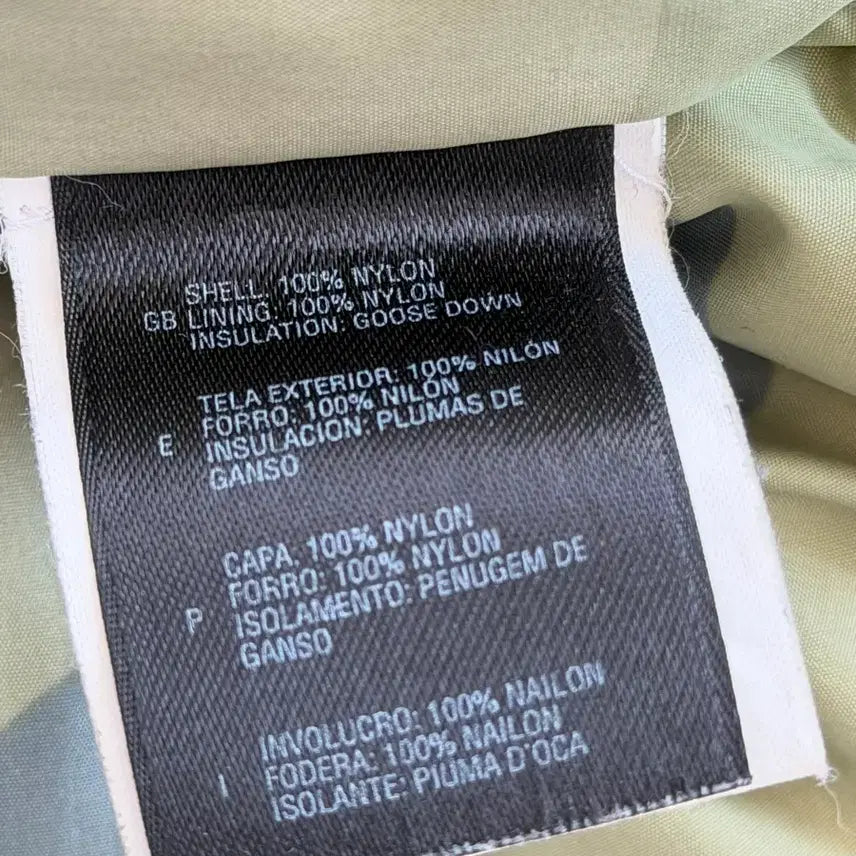 SHELL. 100% NYLON
GB LINING. 100% NYLON
INSULATION: GOOSE DOWN
TELA EXTERIOR: 100% NILÓN
FORRO: 100% NILÓN
E INSULACION: PLUMAS DE
GANSO
CAPA. 100% NYLON
FORRO: 100% NYLON
P ISOLAMENTO: PENUGEM DE
GANSO
INVOLUCRO: 100% NAILON
FODERA: 100% NAILON
I ISOLANTE: PIUMA D'OCA